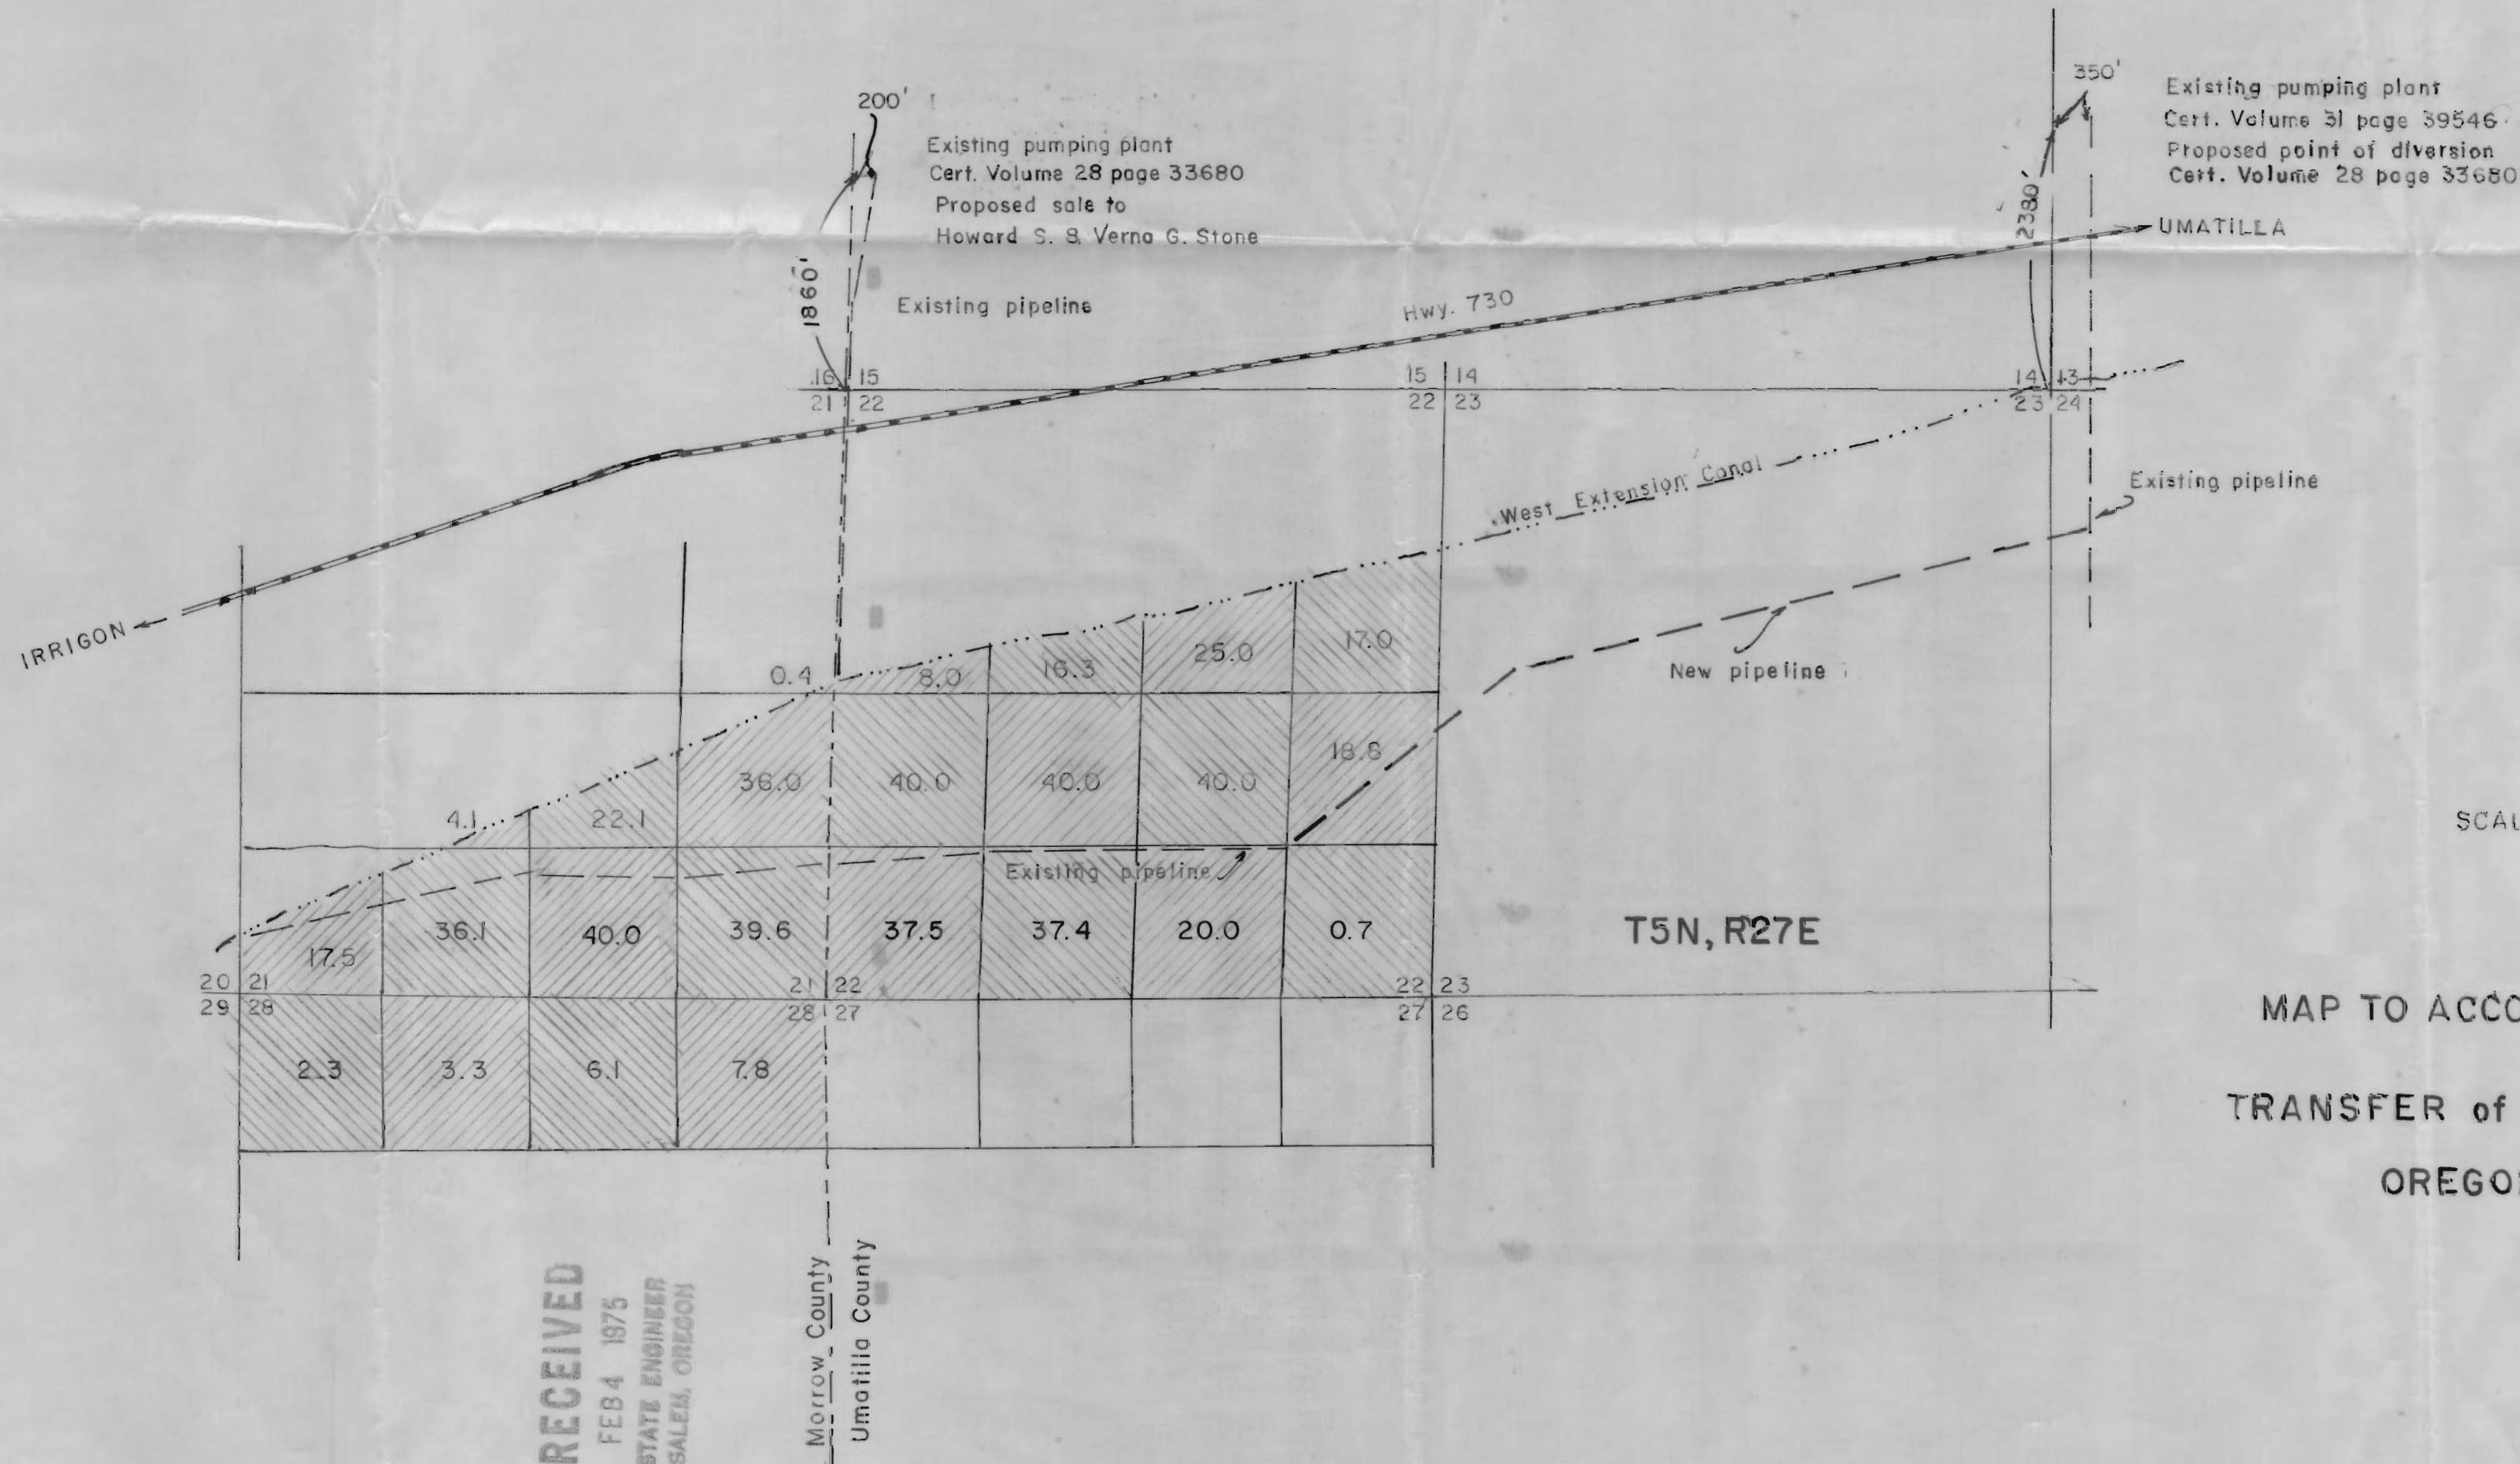 200'
Existing pumping plant
Cert. Volume 28 page 33680
Proposed sale to
Howard S. & Verna G. Stone
350'
Existing pumping plant
Cert. Volume 31 page 39546
Proposed point of diversion
Cert. Volume 28 page 33680
2380'
UMATILLA
1860'
Existing pipeline
Hwy. 730
16 15
21 22
15 14
22 23
14 13
23 24
West Extension Canal
Existing pipeline
IRRIGON
New pipeline
0.4 8.0 16.3 25.0 17.0
4.1 22.1 36.0 40.0 40.0 40.0 18.8
SCAL
Existing pipeline
17.5 36.1 40.0 39.6 37.5 37.4 20.0 0.7
T5N, R27E
20 21
29 28
21 22
28 27
22 23
27 26
2.3 3.3 6.1 7.8
MAP TO ACCO
TRANSFER of
OREGO
RECEIVED
FEB 4 1975
STATE ENGINEER
SALEM, OREGON
Morrow County
Umatilla County